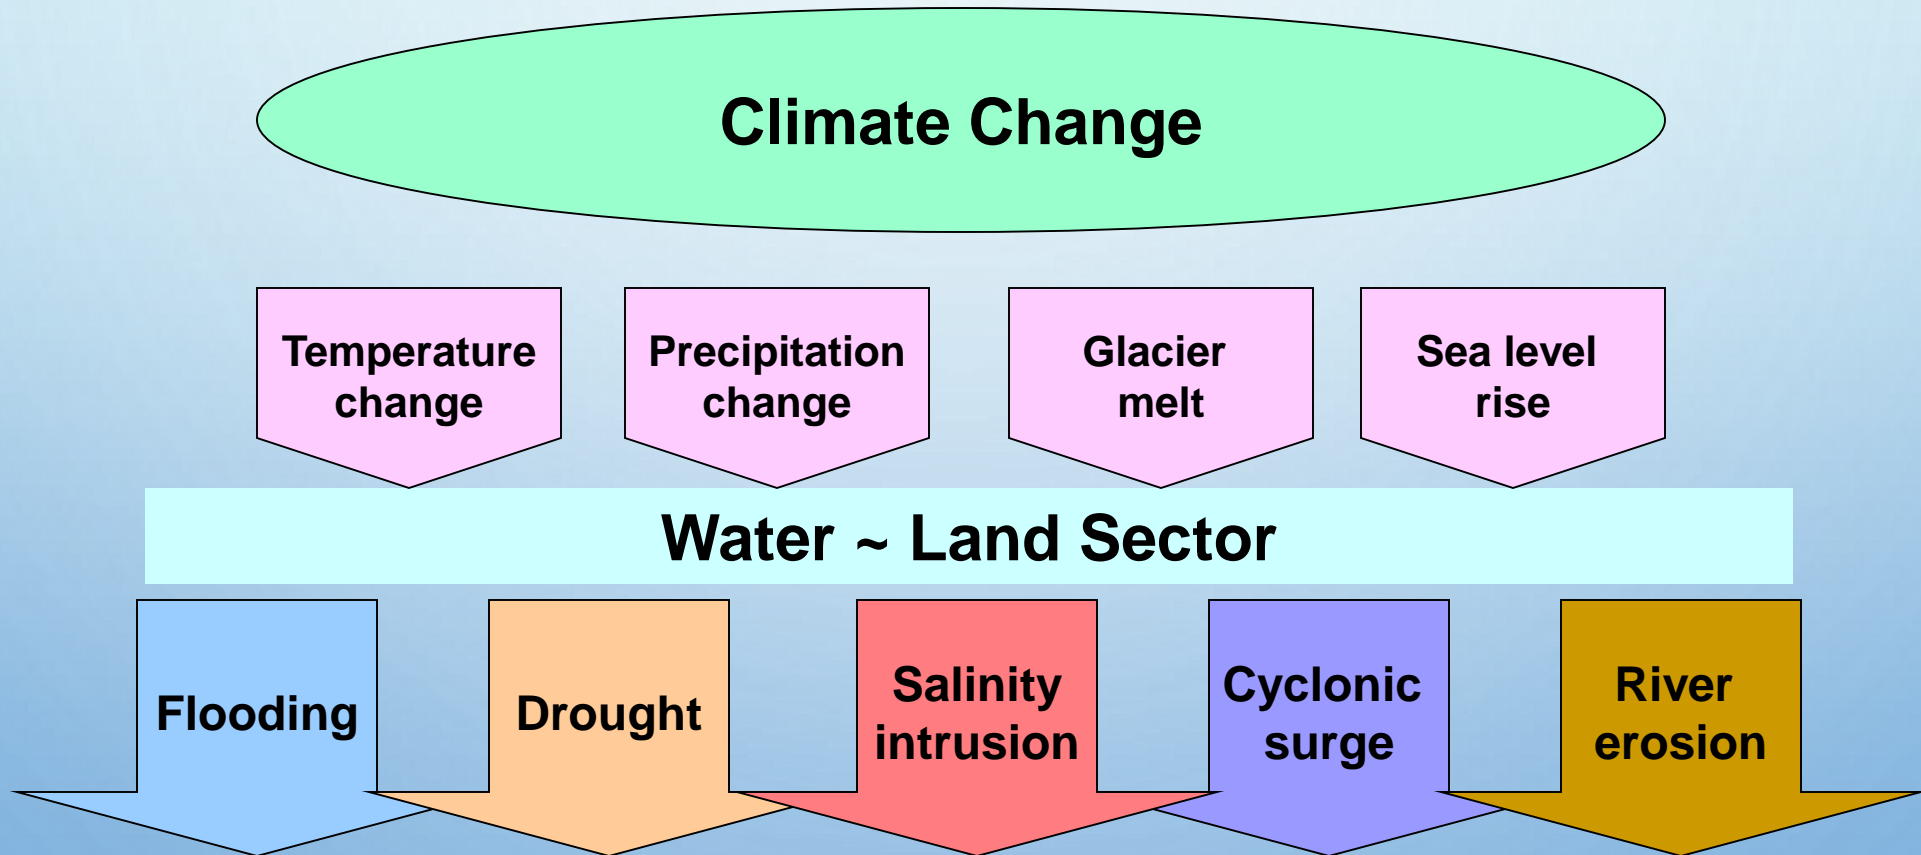 Climate Change
Temperature
change
Precipitation
change
Glacier
melt
Sea level
rise
Water ~ Land Sector
Flooding
Drought
Salinity
intrusion
Cyclonic
surge
River
erosion